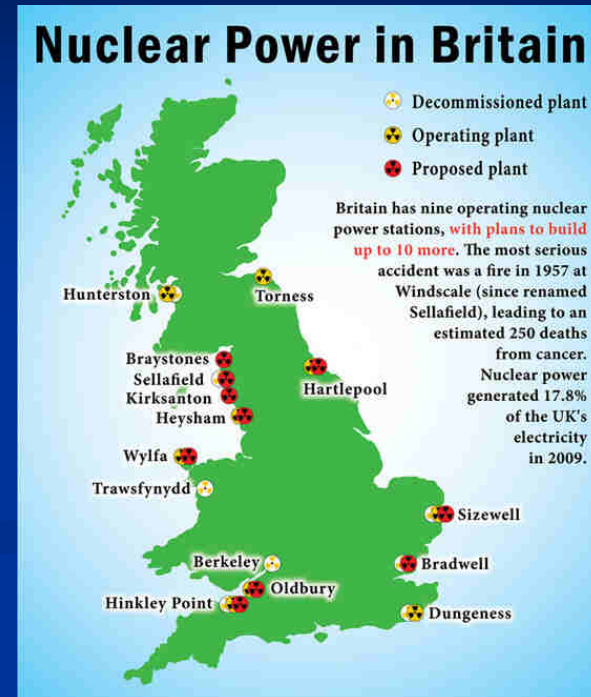 Nuclear Power in Britain
Decommissioned plant
Operating plant
Proposed plant
Britain has nine operating nuclear
power stations, with plans to build
up to 10 more. The most serious
accident was a fire in 1957 at
Windscale (since renamed
Sellafield), leading to an
estimated 250 deaths
from cancer.
Nuclear power
generated 17.8%
of the UK's
electricity
in 2009.
Hunterston
Torness
Braystones
Sellafield
Kirksanton
Heysham
Hartlepool
Wylfa
Trawsfynydd
Sizewell
Berkeley
Bradwell
Oldbury
Hinkley Point
Dungeness